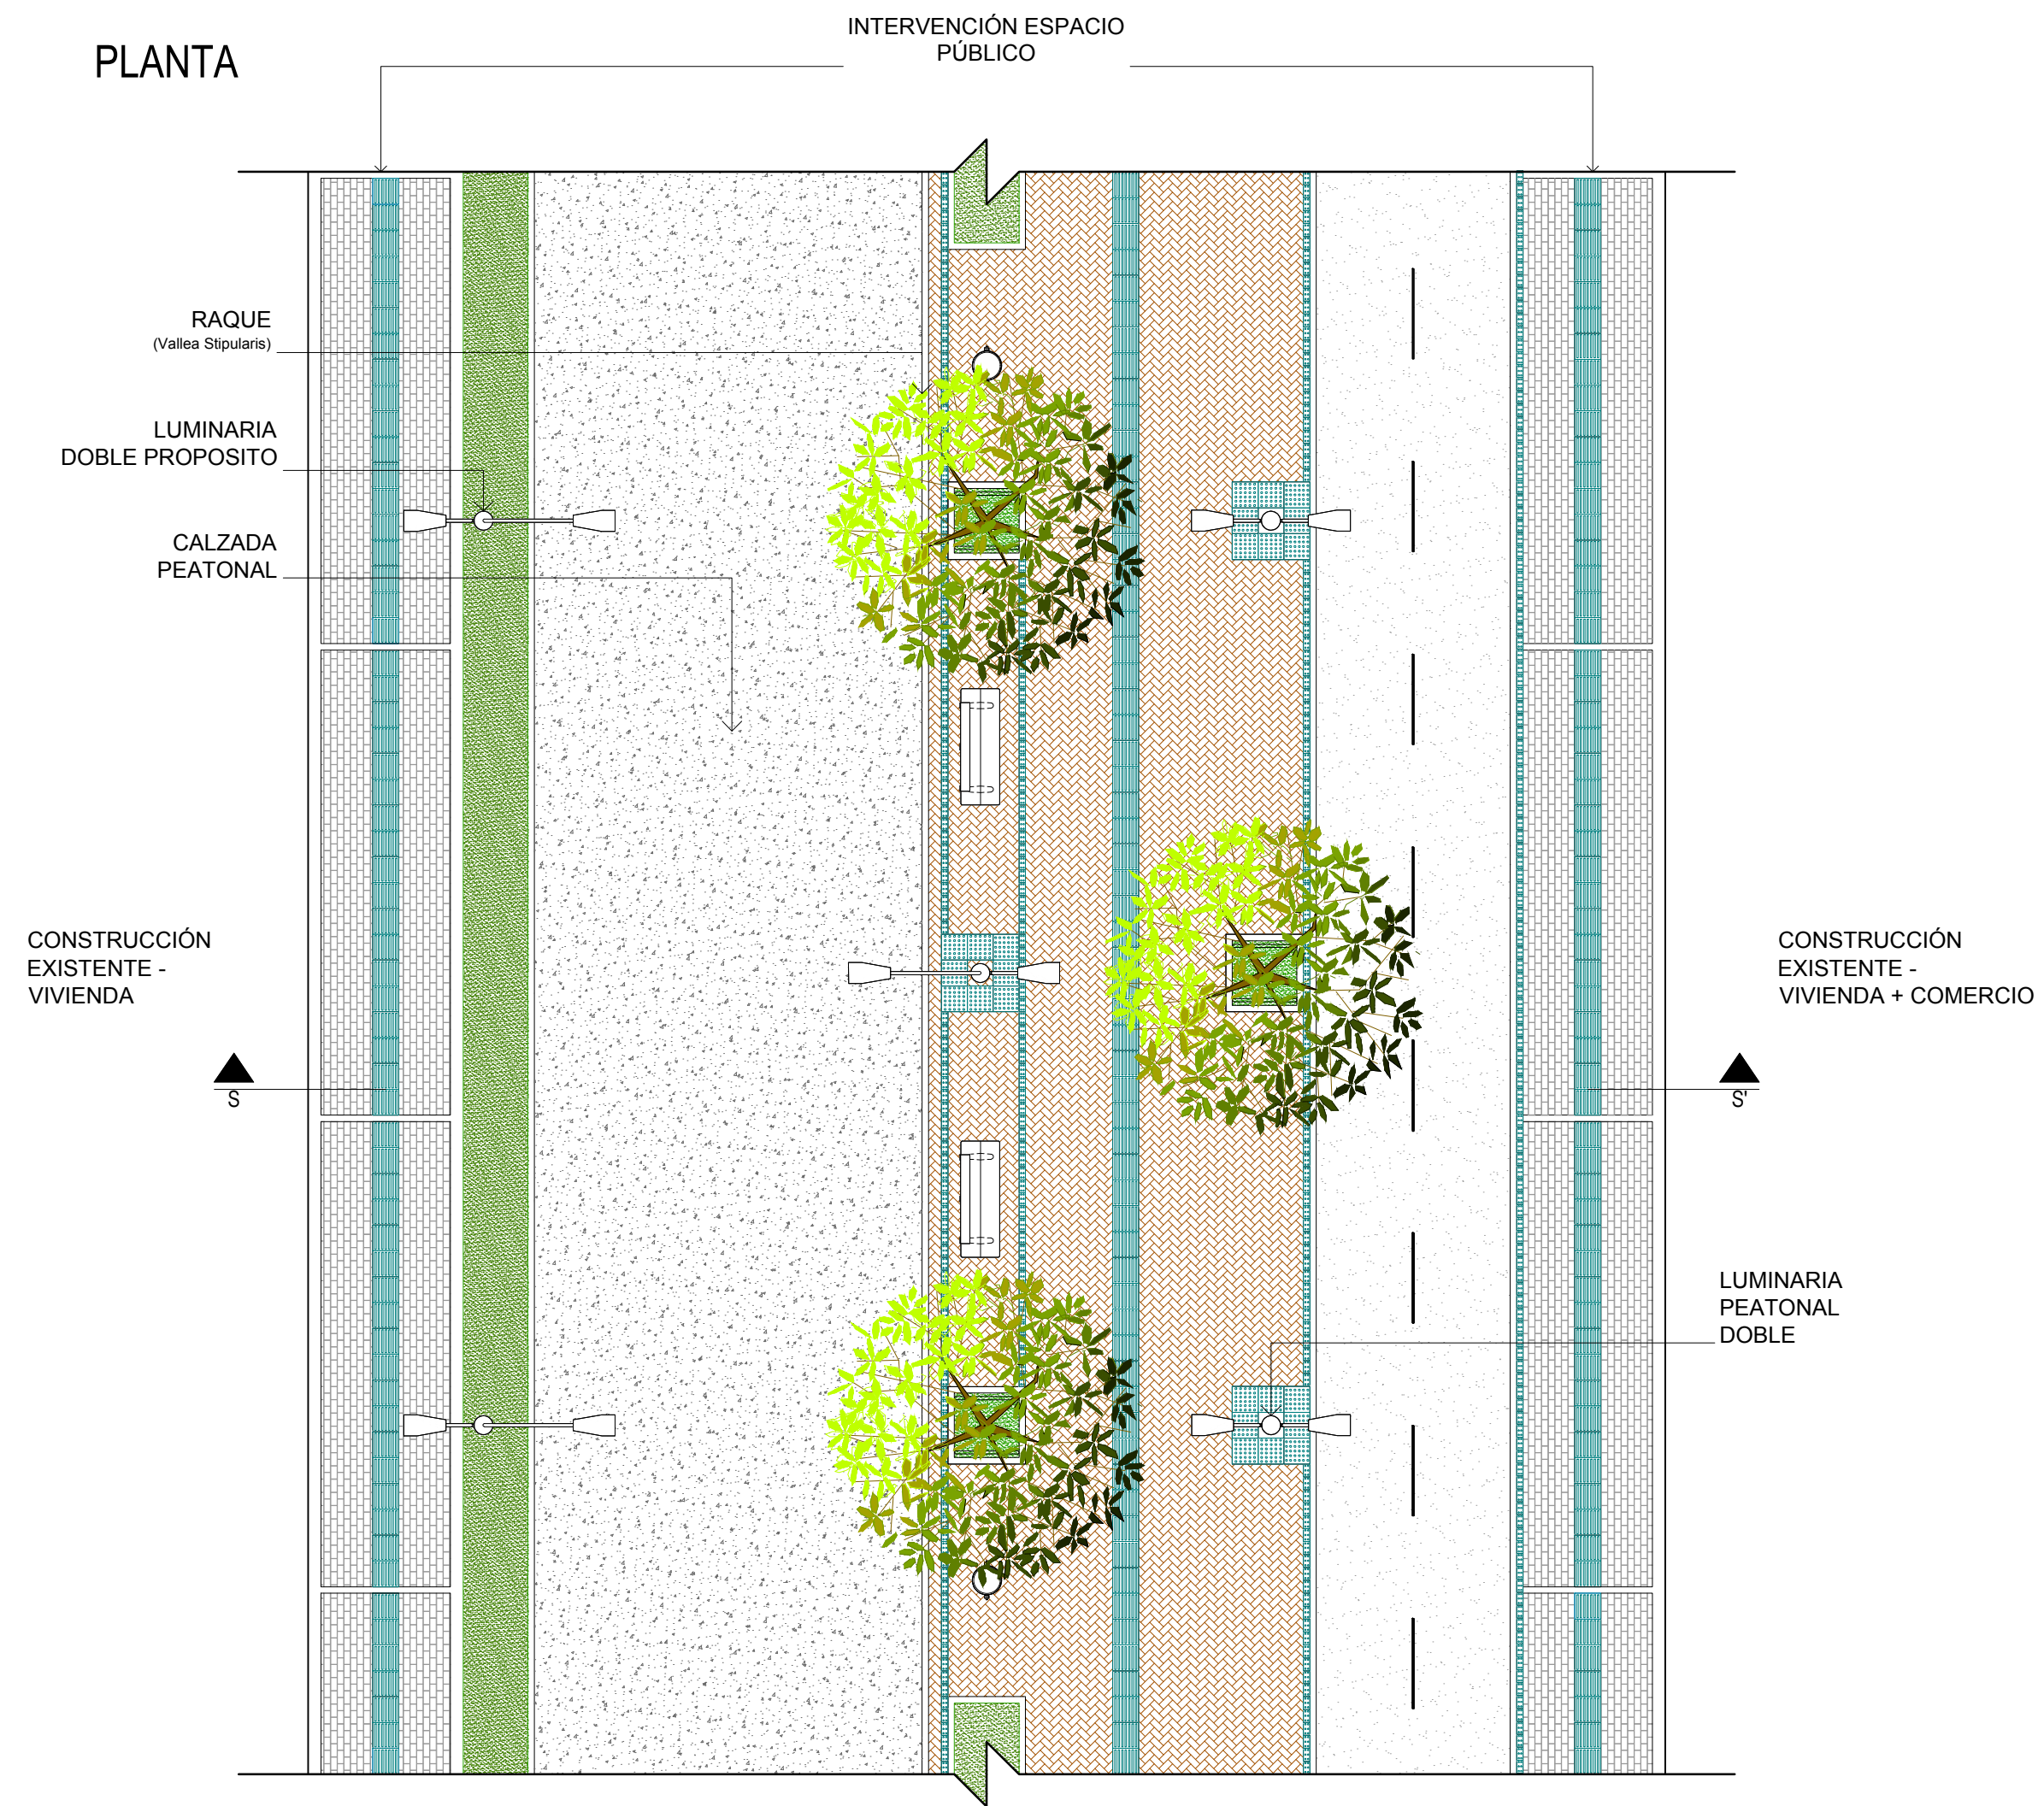 PLANTA
INTERVENCIÓN ESPACIO
PÚBLICO
RAQUE
(Vallea Stipularis)
LUMINARIA
DOBLE PROPOSITO
CALZADA
PEATONAL
CONSTRUCCIÓN
EXISTENTE -
VIVIENDA
CONSTRUCCIÓN
EXISTENTE -
VIVIENDA + COMERCIO
S
S'
LUMINARIA
PEATONAL
DOBLE